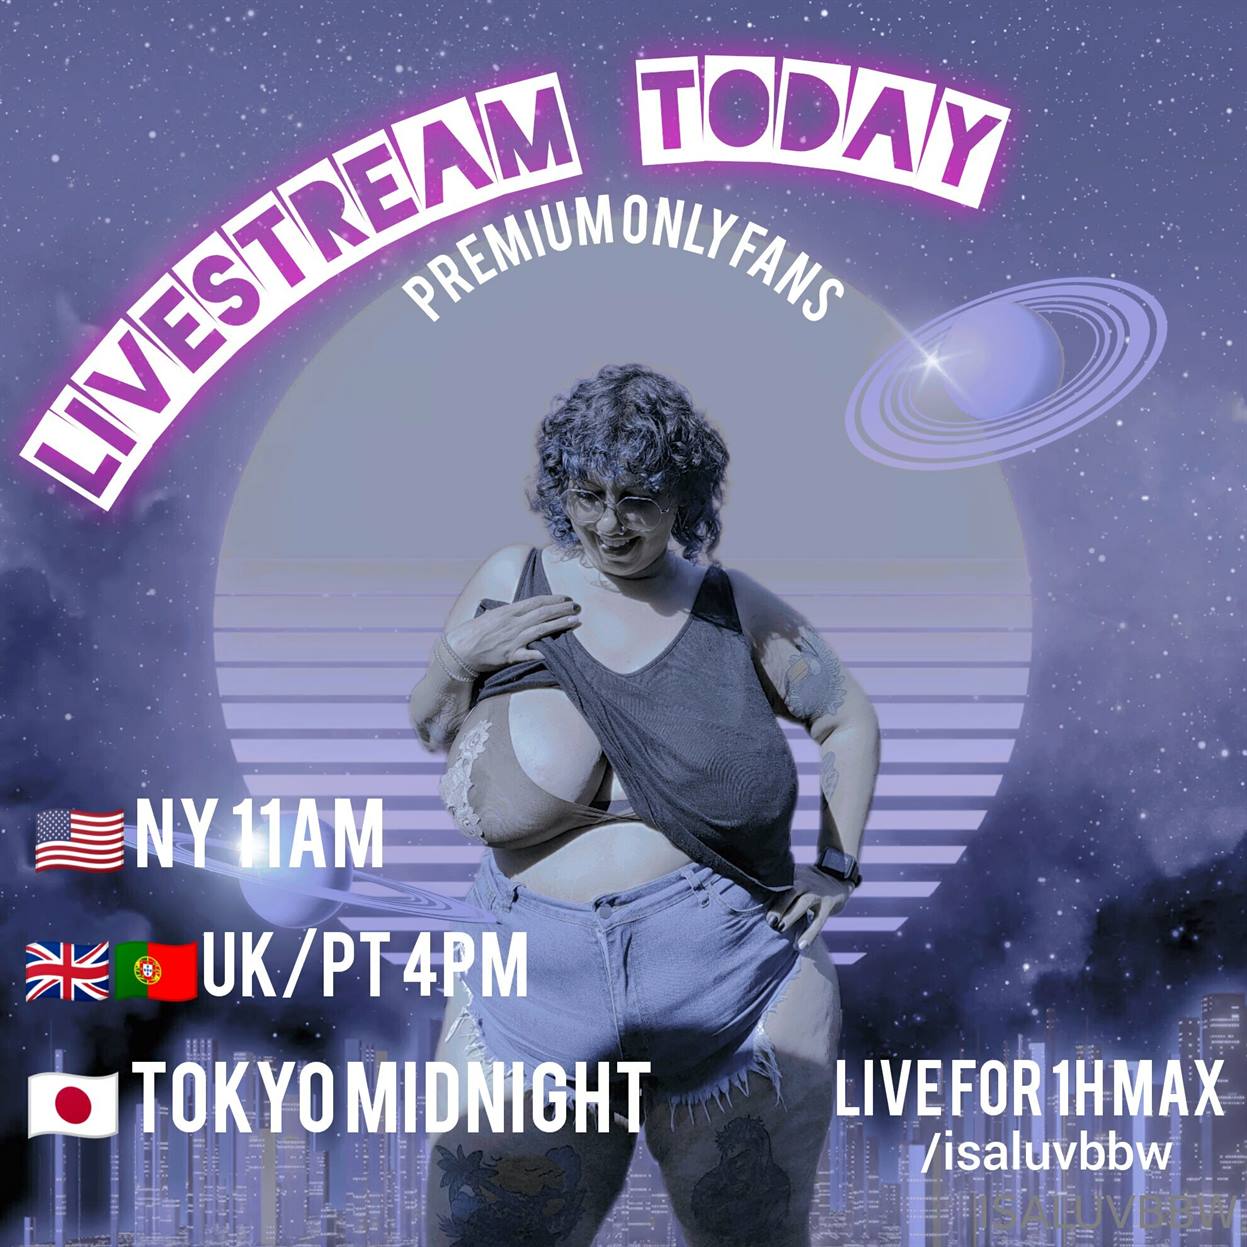 LIVESTREAM TODAY
PREMIUM ONLYFANS
NY 11AM
UK/PT 4PM
TOKYO MIDNIGHT
LIVE FOR 1H MAX
/isaluvbbw
ISALUVBBW